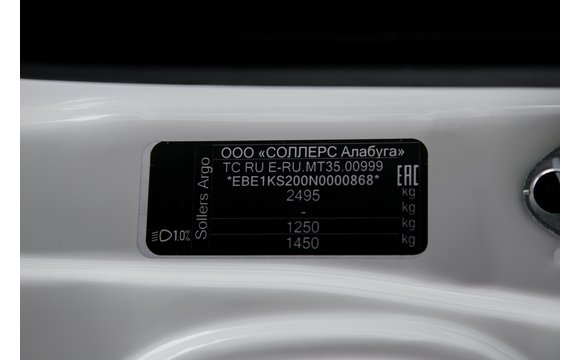 ООО «СОЛЛЕРС Алабуга»
ТС RU E-RU.MT35.00999
*EBE1KS200N0000868*
EAC
2495 kg
- kg
1250 kg
1450 kg
Sollers Argo
1.0%